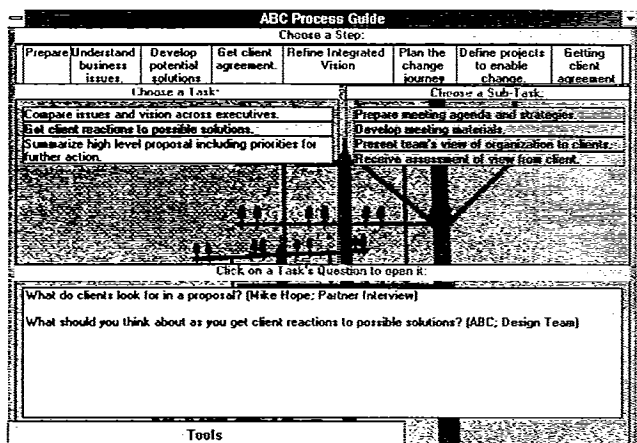 ABC Process Guide
Choose a Step:
Prepare
Understand
business
issues.
Develop
potential
solutions
Get client
agreement.
Refine Integrated
Vision
Plan the
change
journey
Define projects
to enable
change.
Getting
client
agreement
Choose a Task:
Compare issues and vision across executives.
Get client reactions to possible solutions.
Summarize high level proposal including priorities for
further action.
Choose a Sub-Task:
Prepare meeting agenda and strategies.
Develop meeting materials.
Present team's view of organization to clients.
Receive assessment of view from client.
Click on a Task's Question to open it:
What do clients look for in a proposal? (Mike Hope; Partner Interview)
What should you think about as you get client reactions to possible solutions? (ABC; Design Team)
Tools